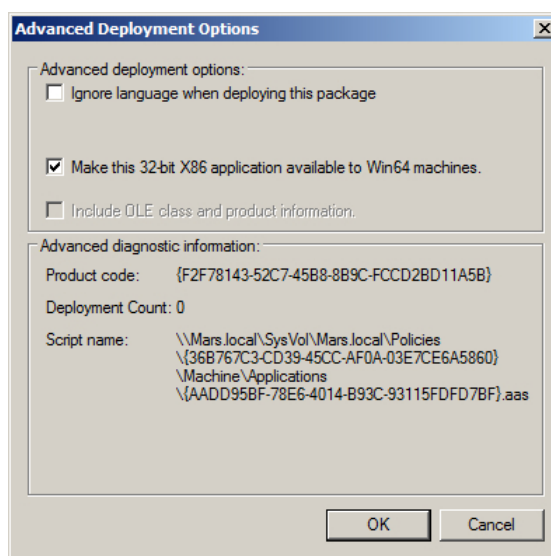 Advanced Deployment Options
Advanced deployment options:
Ignore language when deploying this package
Make this 32-bit X86 application available to Win64 machines.
Include OLE class and product information.
Advanced diagnostic information:
Product code: {F2F78143-52C7-45B8-8B9C-FCCD2BD11A5B}
Deployment Count: 0
Script name: \\Mars.local\SysVol\Mars.local\Policies
\{36B767C3-CD39-45CC-AF0A-03E7CE6A5860}
\Machine\Applications
\{AADD95BF-78E6-4014-B93C-93115FDFD7BF}.aas
OK Cancel